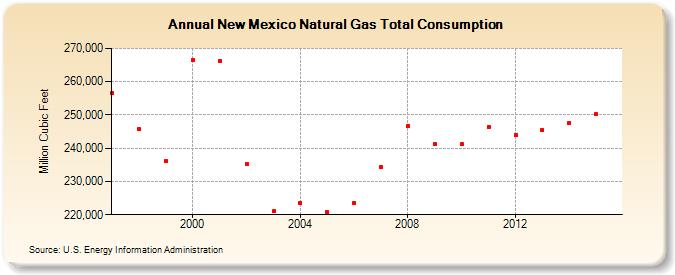 Annual New Mexico Natural Gas Total Consumption
Million Cubic Feet
270,000
260,000
250,000
240,000
230,000
220,000
2000 2004 2008 2012
Source: U.S. Energy Information Administration